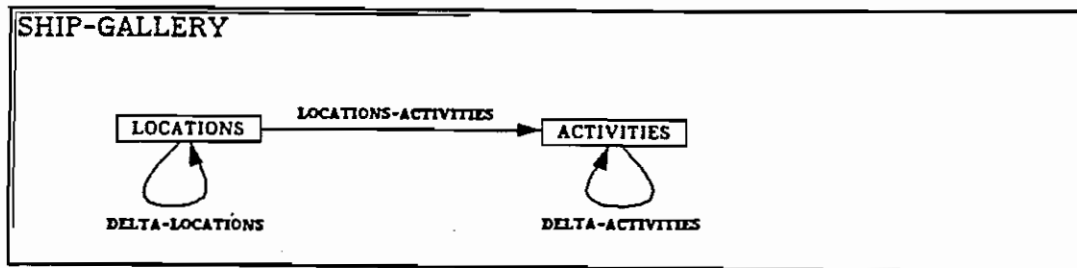 SHIP-GALLERY
LOCATIONS-ACTIVITIES
LOCATIONS
ACTIVITIES
DELTA-LOCATIONS
DELTA-ACTIVITIES